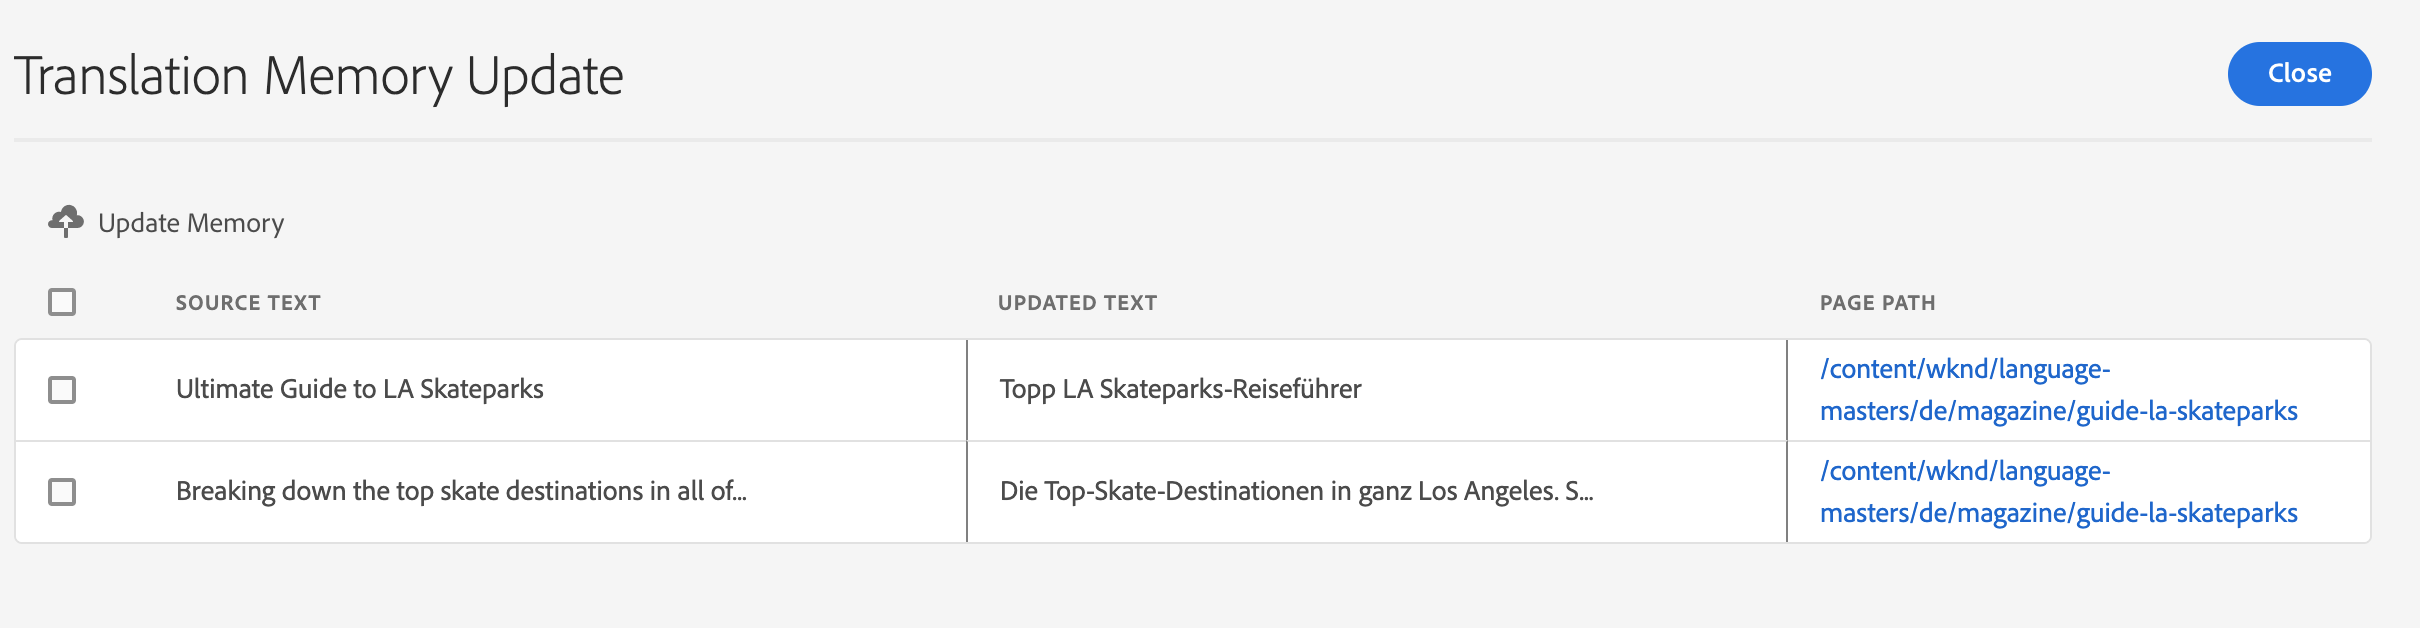 Translation Memory Update
Close
Update Memory
SOURCE TEXT
UPDATED TEXT
PAGE PATH
Ultimate Guide to LA Skateparks
Topp LA Skateparks-Reiseführer
/content/wknd/language-
masters/de/magazine/guide-la-skateparks
Breaking down the top skate destinations in all of...
Die Top-Skate-Destinationen in ganz Los Angeles. S...
/content/wknd/language-
masters/de/magazine/guide-la-skateparks